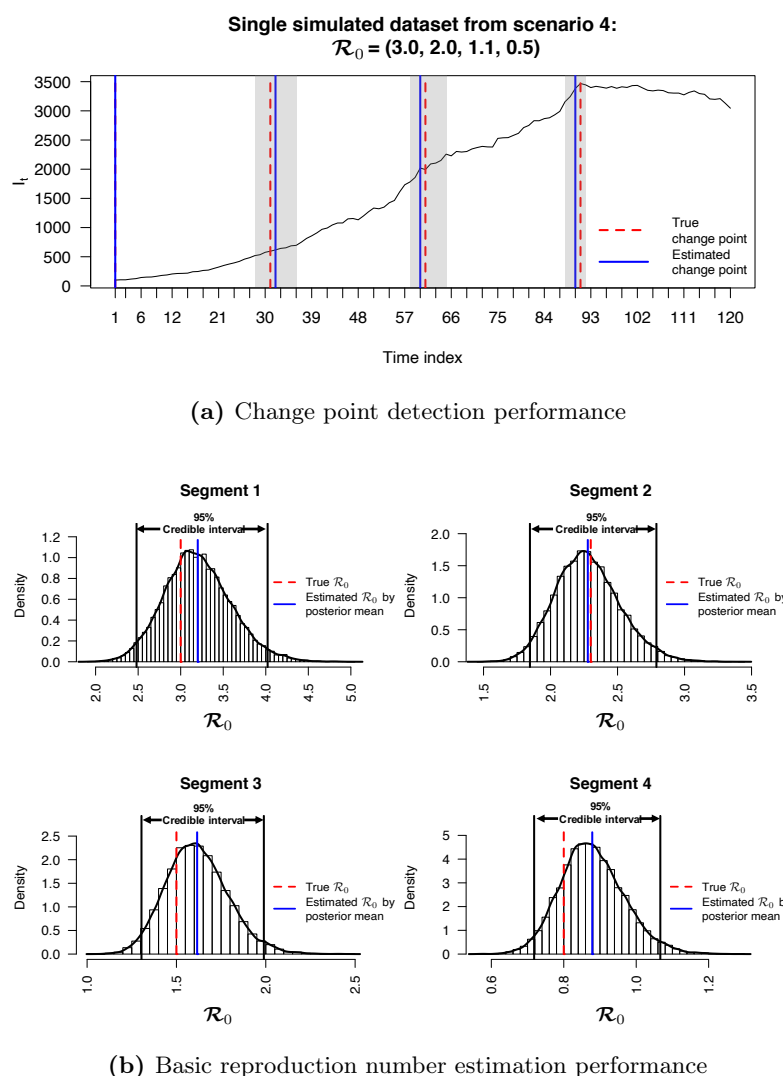 Single simulated dataset from scenario 4:
ℛ₀ = (3.0, 2.0, 1.1, 0.5)
3500
3000
2500
2000
1500
1000
500
0
I_t
True
change point
Estimated
change point
1 6 12 21 30 39 48 57 66 75 84 93 102 111 120
Time index
(a) Change point detection performance
Segment 1
95%
Credible interval
1.2
1.0
0.8
0.6
0.4
0.2
0.0
Density
True ℛ₀
Estimated ℛ₀ by
posterior mean
2.0 2.5 3.0 3.5 4.0 4.5 5.0
ℛ₀
Segment 2
95%
Credible interval
2.0
1.5
1.0
0.5
0.0
Density
True ℛ₀
Estimated ℛ₀ by
posterior mean
1.5 2.0 2.5 3.0 3.5
ℛ₀
Segment 3
95%
Credible interval
2.5
2.0
1.5
1.0
0.5
0.0
Density
True ℛ₀
Estimated ℛ₀ by
posterior mean
1.0 1.5 2.0 2.5
ℛ₀
Segment 4
95%
Credible interval
5
4
3
2
1
0
Density
True ℛ₀
Estimated ℛ₀ b
posterior mean
0.6 0.8 1.0 1.2
ℛ₀
(b) Basic reproduction number estimation performance